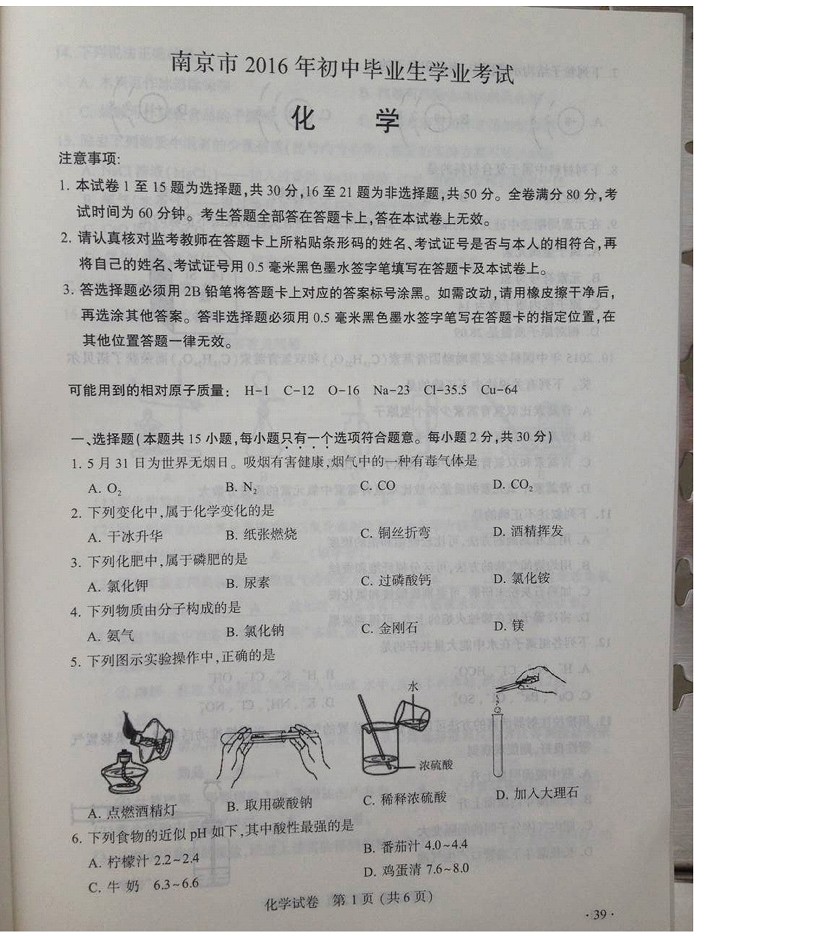 南京市 2016 年初中毕业生学业考试
化 学
注意事项:
1. 本试卷 1 至 15 题为选择题,共 30 分,16 至 21 题为非选择题,共 50 分。全卷满分 80 分,考
试时间为 60 分钟。考生答题全部答在答题卡上,答在本试卷上无效。
2. 请认真核对监考教师在答题卡上所粘贴条形码的姓名、考试证号是否与本人的相符合,再
将自己的姓名、考试证号用 0.5 毫米黑色墨水签字笔填写在答题卡及本试卷上。
3. 答选择题必须用 2B 铅笔将答题卡上对应的答案标号涂黑。如需改动,请用橡皮擦干净后,
再选涂其他答案。答非选择题必须用 0.5 毫米黑色墨水签字笔写在答题卡的指定位置,在
其他位置答题一律无效。
可能用到的相对原子质量: H-1 C-12 O-16 Na-23 Cl-35.5 Cu-64
一、选择题(本题共 15 小题,每小题只有一个选项符合题意。每小题 2 分,共 30 分)
1. 5 月 31 日为世界无烟日。吸烟有害健康,烟气中的一种有毒气体是
A. O₂ B. N₂ C. CO D. CO₂
2. 下列变化中,属于化学变化的是
A. 干冰升华 B. 纸张燃烧 C. 铜丝折弯 D. 酒精挥发
3. 下列化肥中,属于磷肥的是
A. 氯化钾 B. 尿素 C. 过磷酸钙 D. 氯化铵
4. 下列物质由分子构成的是
A. 氨气 B. 氯化钠 C. 金刚石 D. 镁
5. 下列图示实验操作中,正确的是
水
浓硫酸
A. 点燃酒精灯 B. 取用碳酸钠 C. 稀释浓硫酸 D. 加入大理石
6. 下列食物的近似 pH 如下,其中酸性最强的是
A. 柠檬汁 2.2~2.4 B. 番茄汁 4.0~4.4
C. 牛 奶 6.3~6.6 D. 鸡蛋清 7.6~8.0
化学试卷 第 1 页 (共 6 页)
· 39 ·